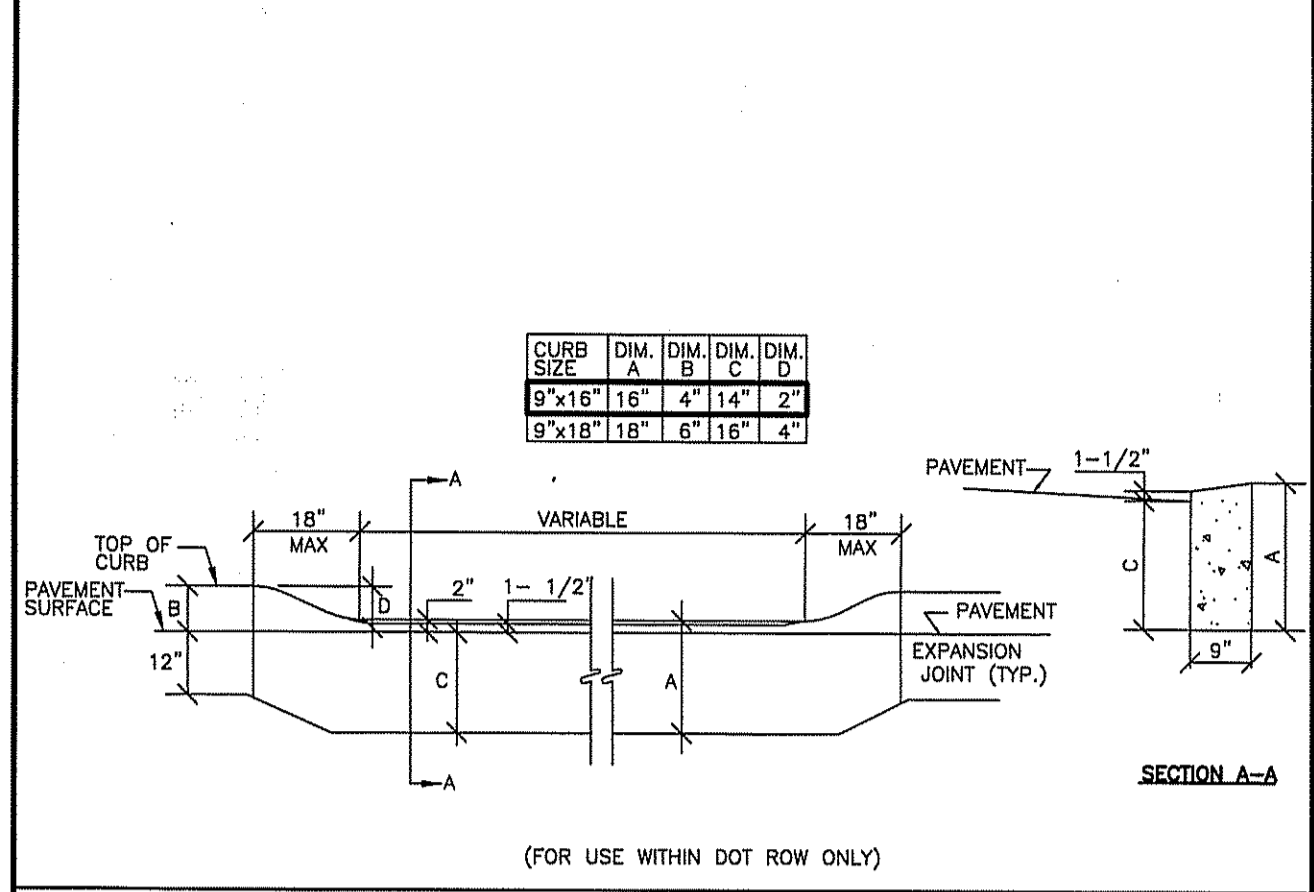 CURB SIZE DIM. A DIM. B DIM. C DIM. D
9"x16" 16" 4" 14" 2"
9"x18" 18" 6" 16" 4"
A
18" MAX
VARIABLE
18" MAX
TOP OF CURB
PAVEMENT SURFACE
B
12"
D
2"
1- 1/2"
C
A
PAVEMENT
EXPANSION JOINT (TYP.)
A
PAVEMENT
1-1/2"
C
A
9"
SECTION A-A
(FOR USE WITHIN DOT ROW ONLY)